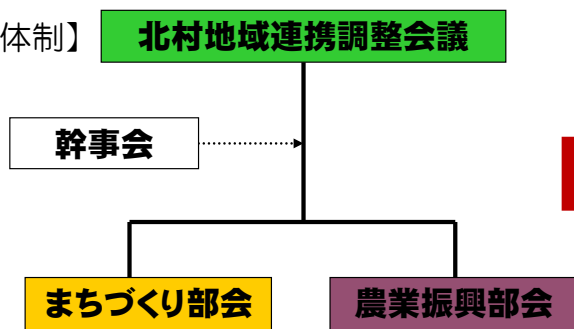 体制】
北村地域連携調整会議
幹事会
まちづくり部会
農業振興部会